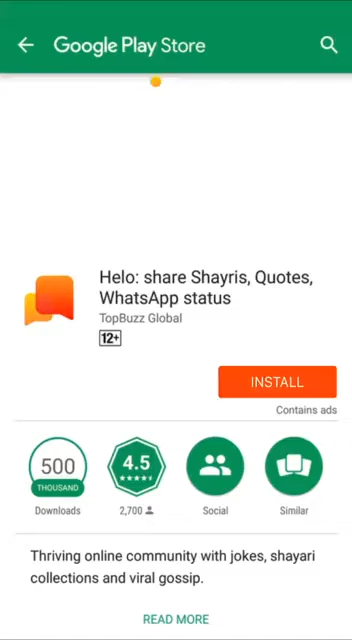 Google Play Store
Helo: share Shayris, Quotes,
WhatsApp status
TopBuzz Global
12+
INSTALL
Contains ads
500
THOUSAND
4.5
Downloads
2,700
Social
Similar
Thriving online community with jokes, shayari
collections and viral gossip.
READ MORE